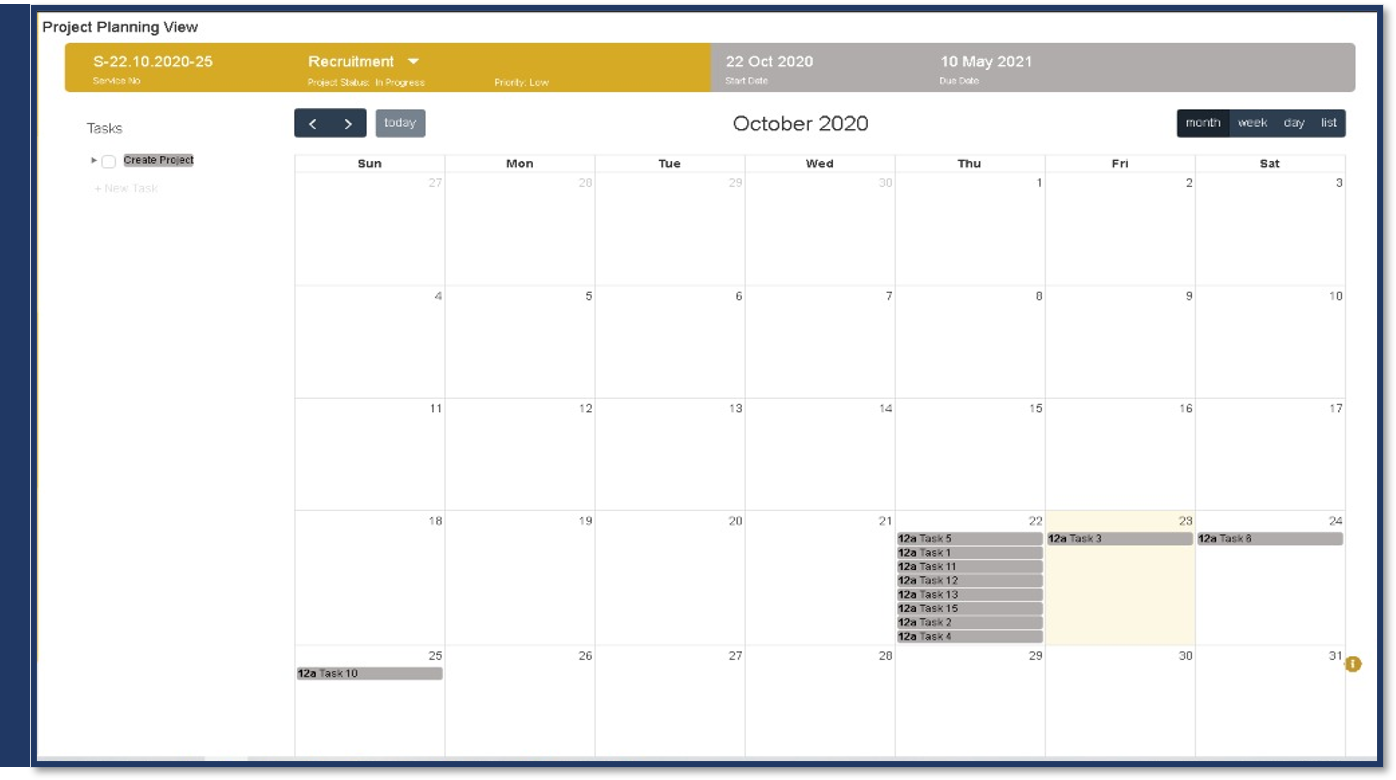 Project Planning View
S-22.10.2020-25 Recruitment 22 Oct 2020 10 May 2021
Service No Project Status: In Progress Priority: Low Start Date Due Date
Tasks < > today October 2020 month week day list
Create Project
+ New Task
Sun Mon Tue Wed Thu Fri Sat
27 28 29 30 1 2 3
4 5 6 7 8 9 10
11 12 13 14 15 16 17
18 19 20 21 22 23 24
12a Task 5 12a Task 3 12a Task 6
12a Task 1
12a Task 11
12a Task 12
12a Task 13
12a Task 15
12a Task 2
12a Task 4
25 26 27 28 29 30 31
12a Task 10